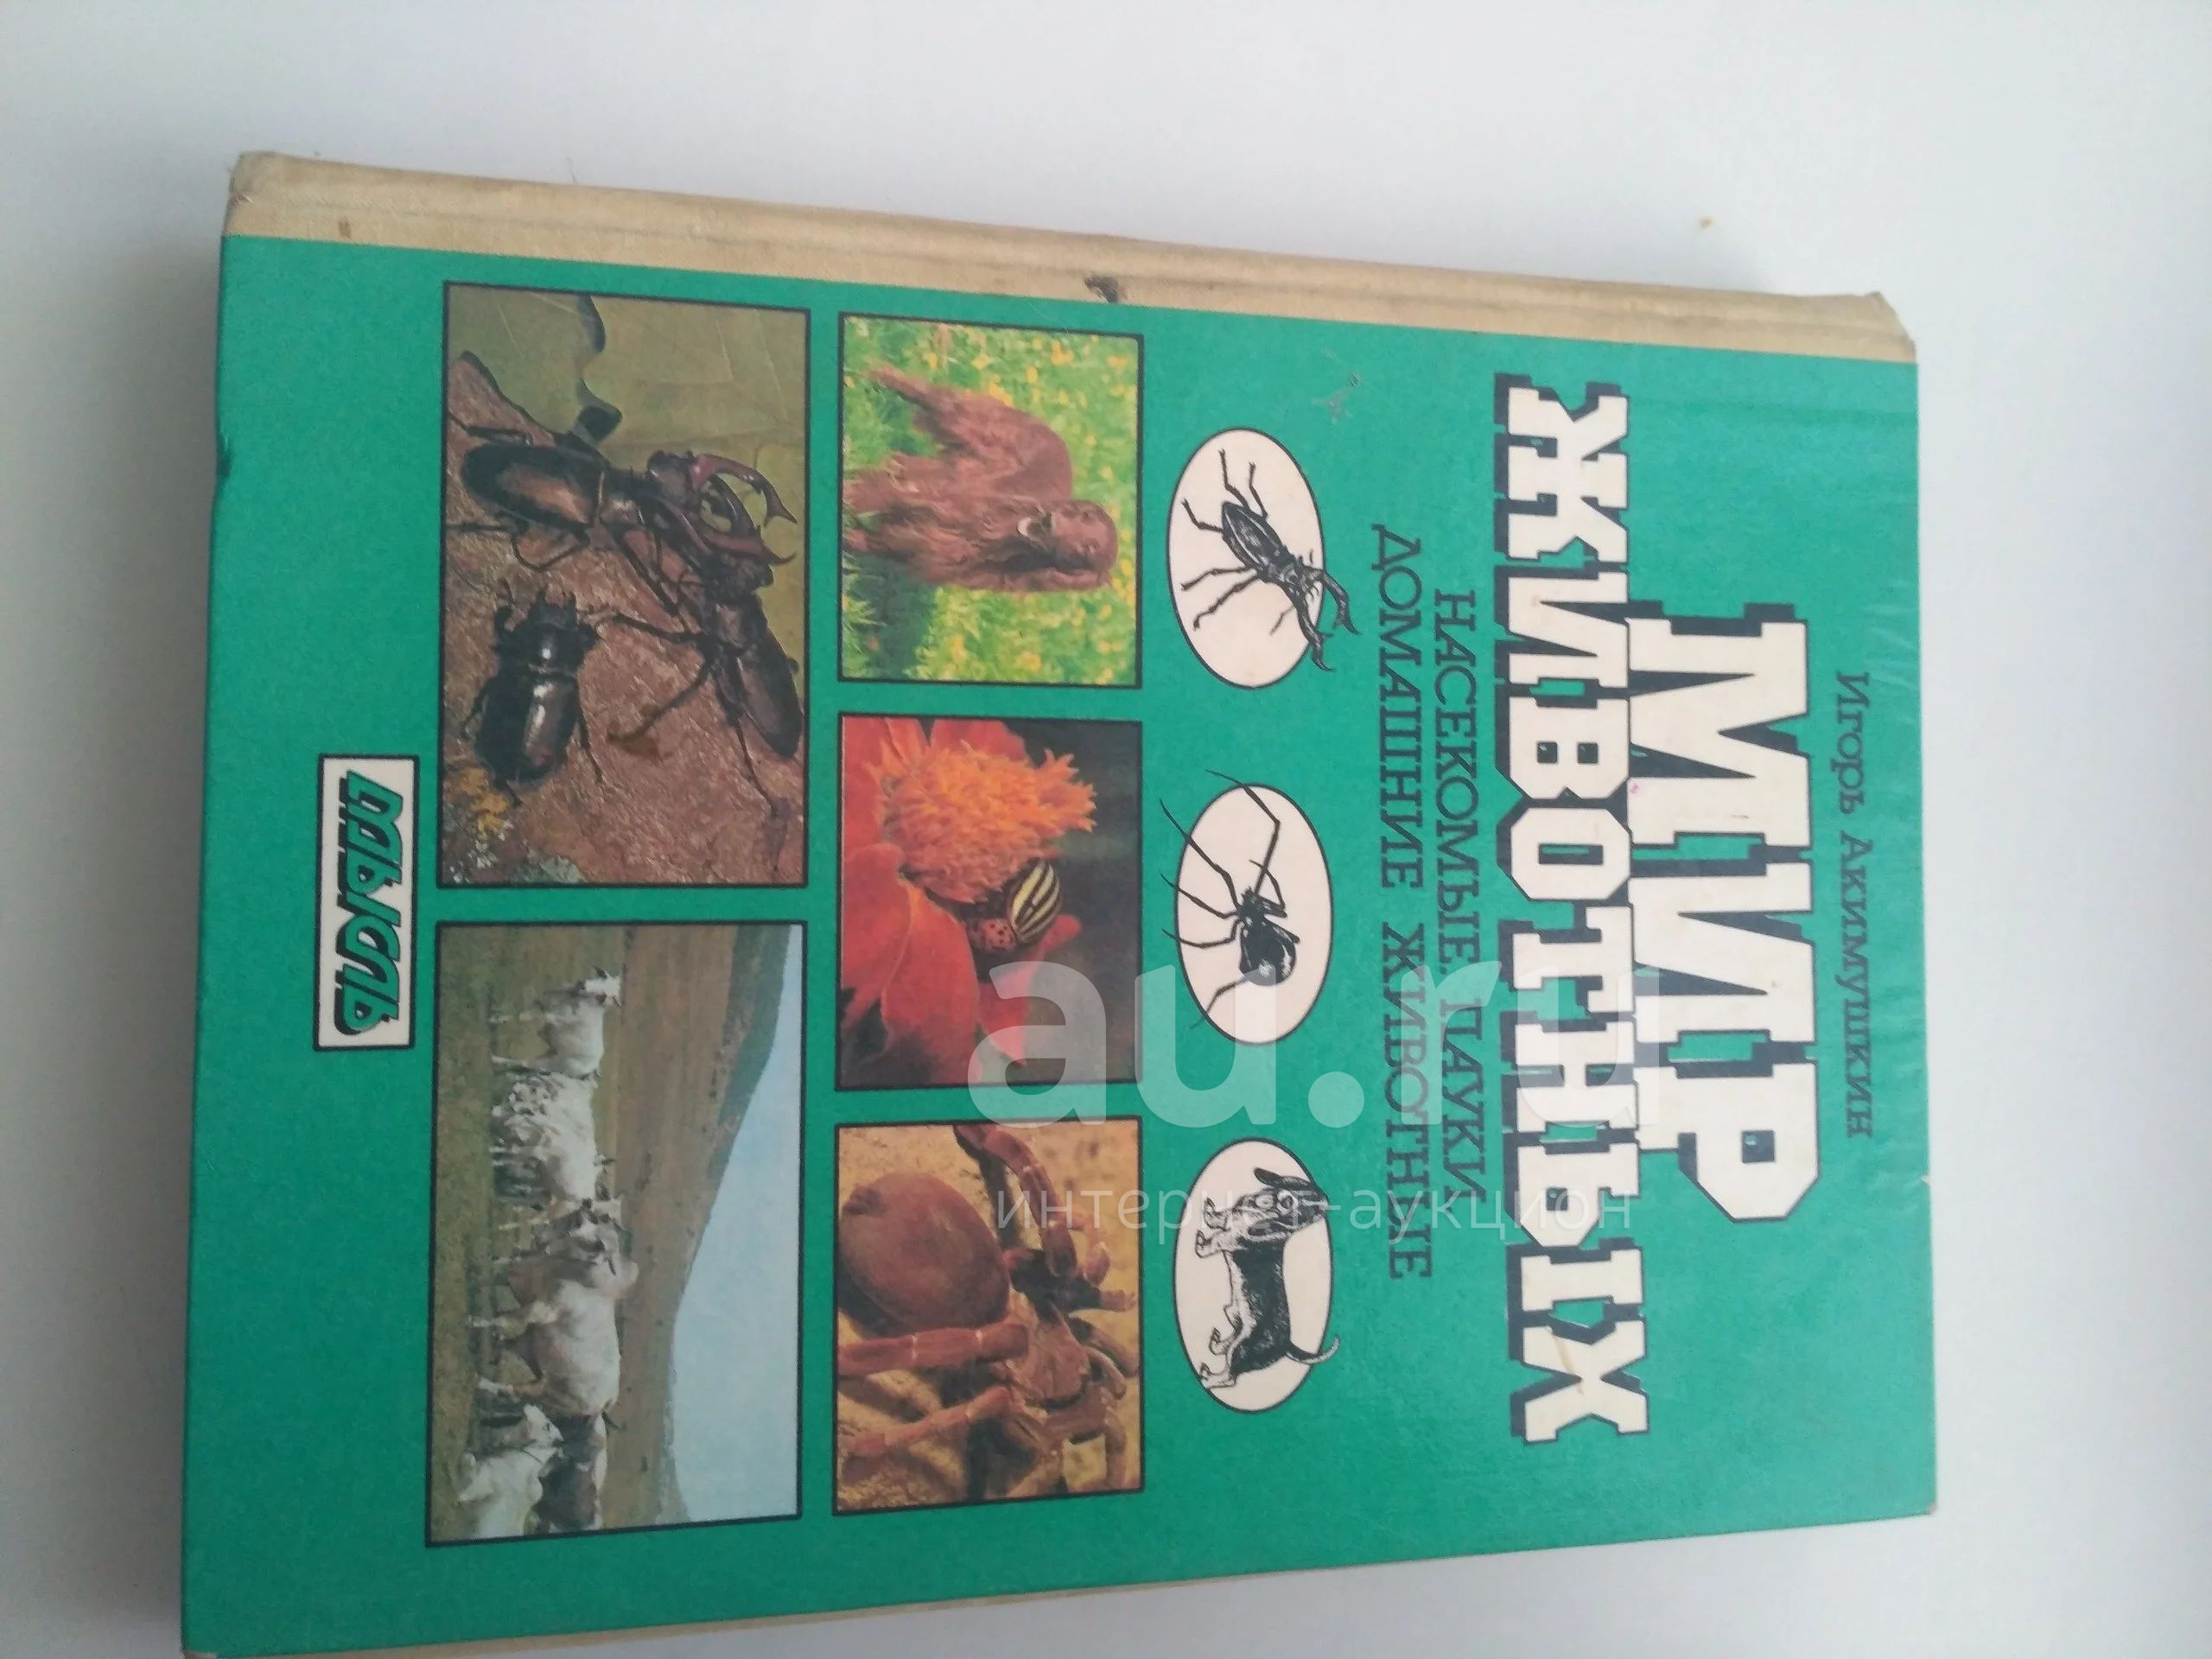 Игорь Акимушкин
МИР
ЖИВОТНЫХ
НАСЕКОМЫЕ. ПАУКИ
ДОМАШНИЕ ЖИВОТНЫЕ
МЫСЛЬ
au.ru
интернет-аукцион